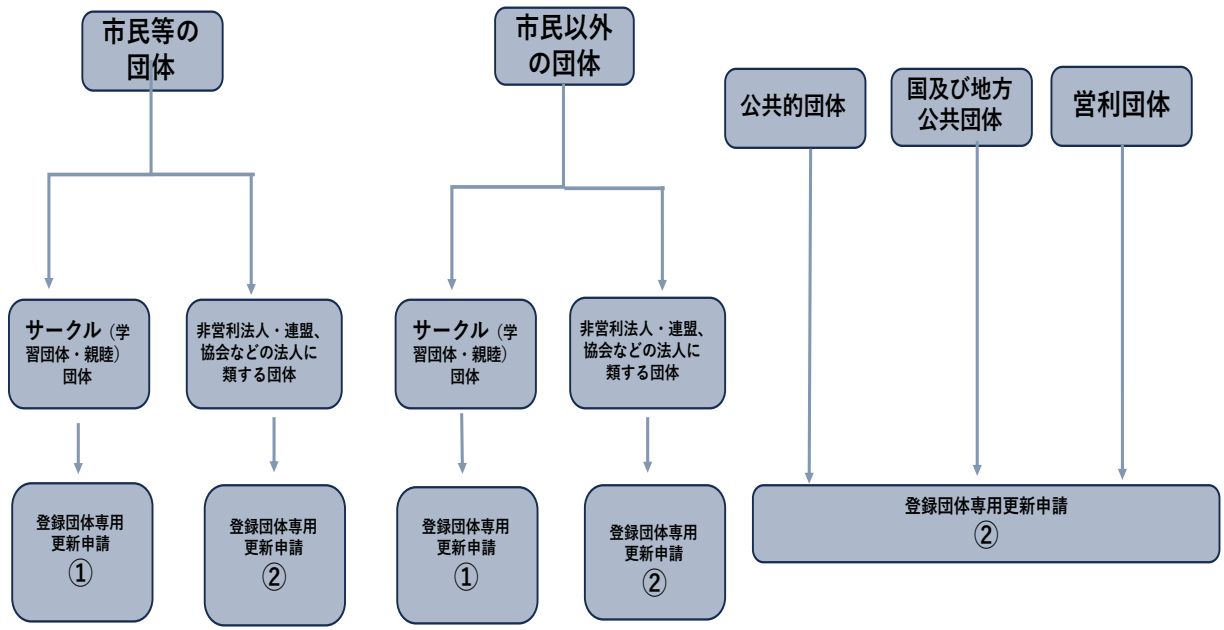 市民等の
団体
市民以外
の団体
公共的団体
国及び地方
公共団体
営利団体
サークル（学
習団体・親睦）
団体
非営利法人・連盟、
協会などの法人に
類する団体
サークル（学
習団体・親睦）
団体
非営利法人・連盟、
協会などの法人に
類する団体
登録団体専用
更新申請
①
登録団体専用
更新申請
②
登録団体専用
更新申請
①
登録団体専用
更新申請
②
登録団体専用更新申請
②